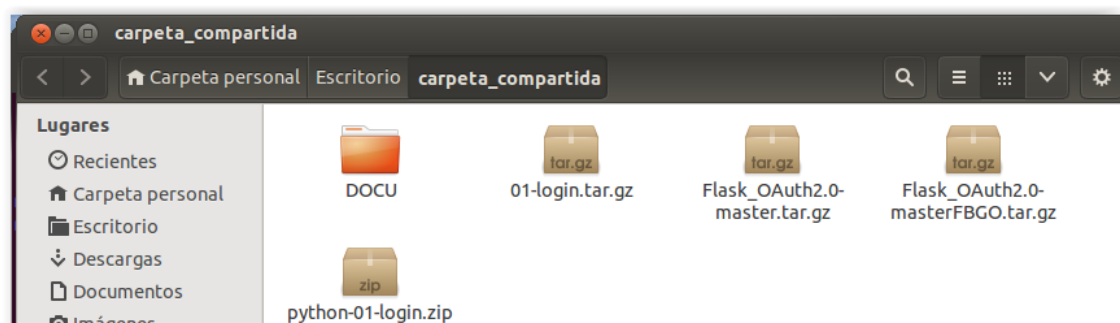 carpeta_compartida
Carpeta personal Escritorio carpeta_compartida
Lugares
Recientes
Carpeta personal
Escritorio
Descargas
Documentos
Imágenes
DOCU
tar.gz
01-login.tar.gz
tar.gz
Flask_OAuth2.0-
master.tar.gz
tar.gz
Flask_OAuth2.0-
masterFBGO.tar.gz
zip
python-01-login.zip